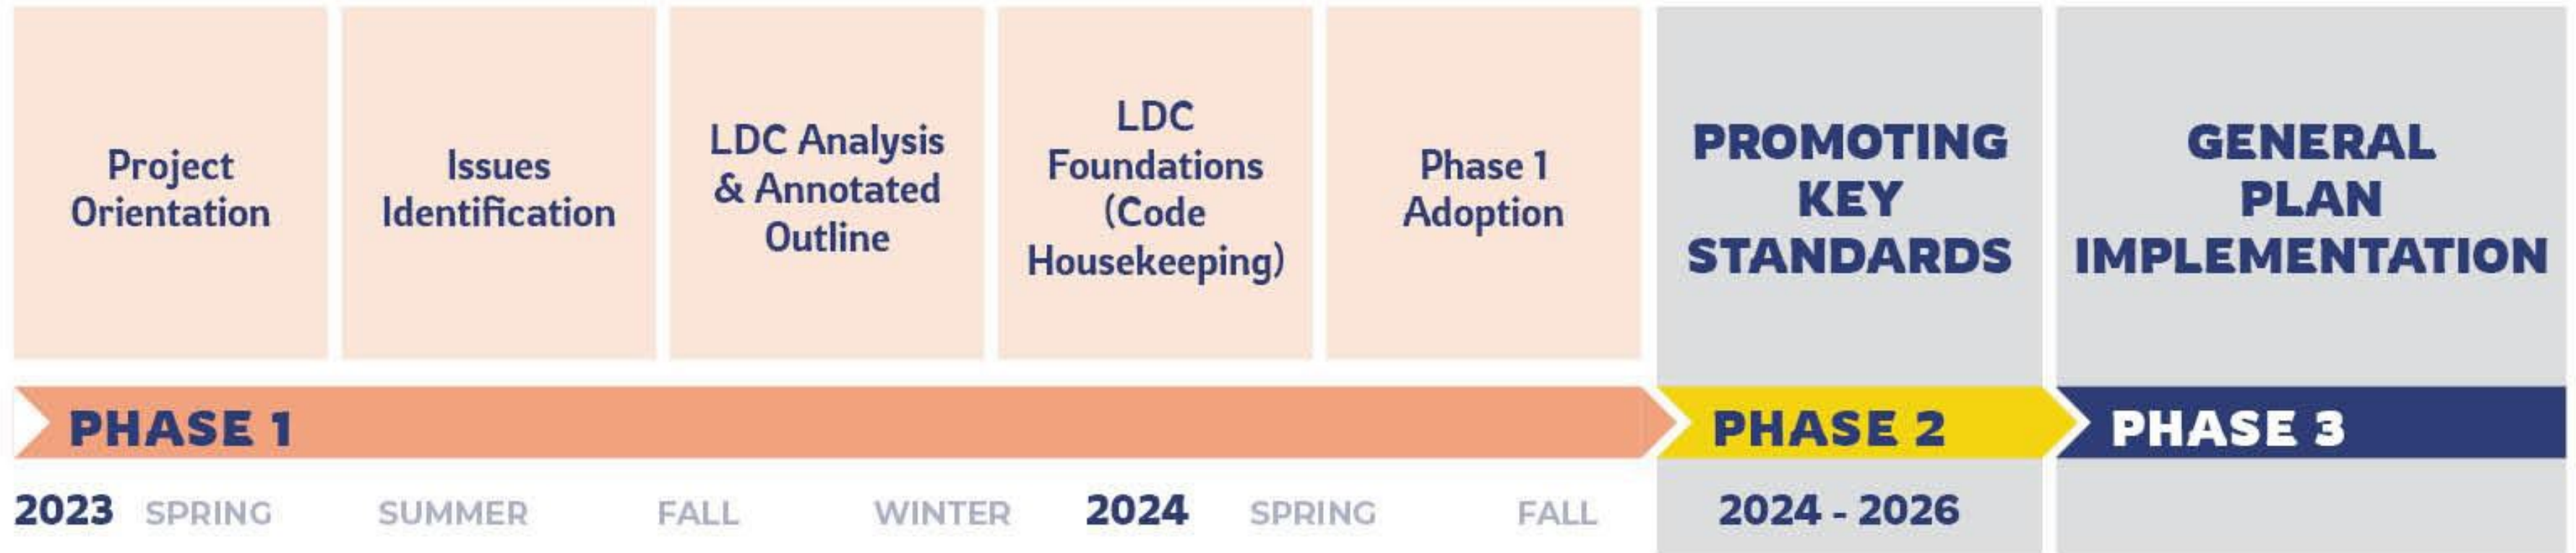 Project
Orientation
Issues
Identification
LDC Analysis
& Annotated
Outline
LDC
Foundations
(Code
Housekeeping)
Phase 1
Adoption
PROMOTING
KEY
STANDARDS
GENERAL
PLAN
IMPLEMENTATION
PHASE 1
PHASE 2
PHASE 3
2023 SPRING SUMMER FALL WINTER 2024 SPRING FALL 2024 - 2026